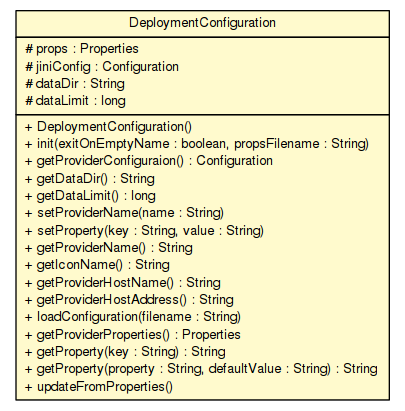 DeploymentConfiguration
# props : Properties
# jiniConfig : Configuration
# dataDir : String
# dataLimit : long
+ DeploymentConfiguration()
+ init(exitOnEmptyName : boolean, propsFilename : String)
+ getProviderConfiguraion() : Configuration
+ getDataDir() : String
+ getDataLimit() : long
+ setProviderName(name : String)
+ setProperty(key : String, value : String)
+ getProviderName() : String
+ getIconName() : String
+ getProviderHostName() : String
+ getProviderHostAddress() : String
+ loadConfiguration(filename : String)
+ getProviderProperties() : Properties
+ getProperty(key : String) : String
+ getProperty(property : String, defaultValue : String) : String
+ updateFromProperties()